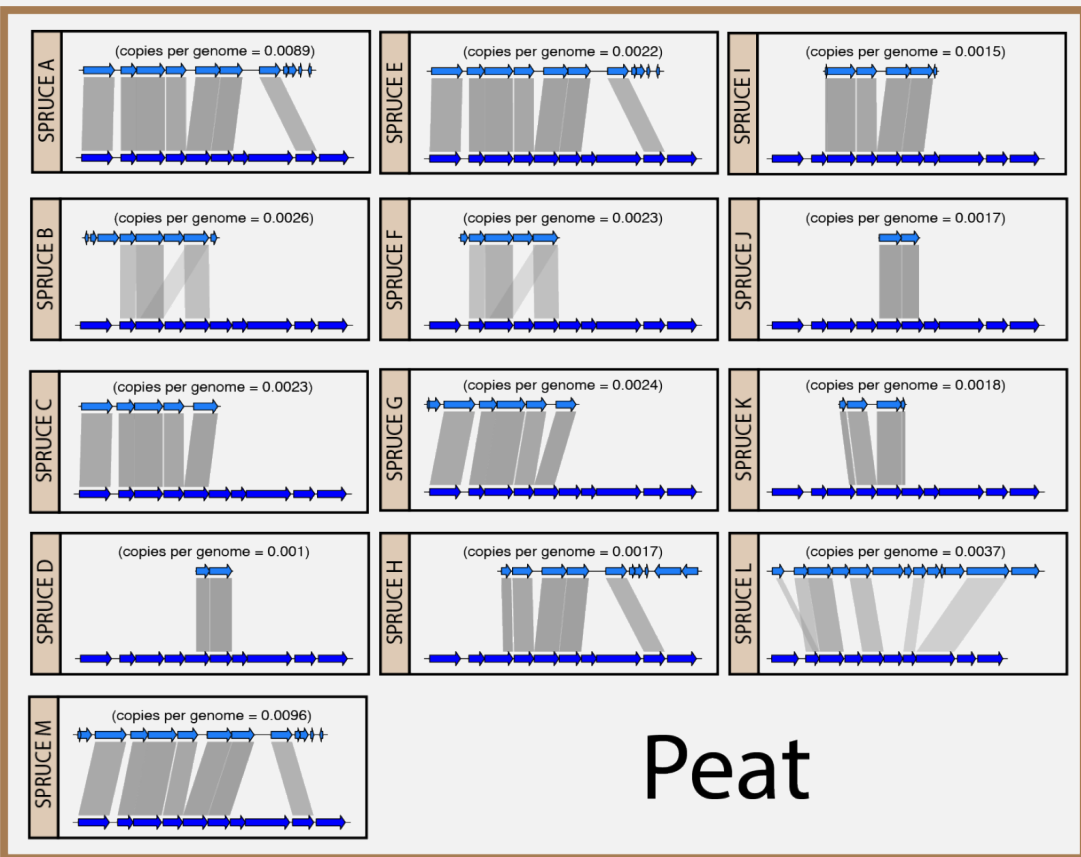 SPRUCE A
(copies per genome = 0.0089)
SPRUCE E
(copies per genome = 0.0022)
SPRUCE I
(copies per genome = 0.0015)
SPRUCE B
(copies per genome = 0.0026)
SPRUCE F
(copies per genome = 0.0023)
SPRUCE J
(copies per genome = 0.0017)
SPRUCE C
(copies per genome = 0.0023)
SPRUCE G
(copies per genome = 0.0024)
SPRUCE K
(copies per genome = 0.0018)
SPRUCE D
(copies per genome = 0.001)
SPRUCE H
(copies per genome = 0.0017)
SPRUCE L
(copies per genome = 0.0037)
SPRUCE M
(copies per genome = 0.0096)
Peat